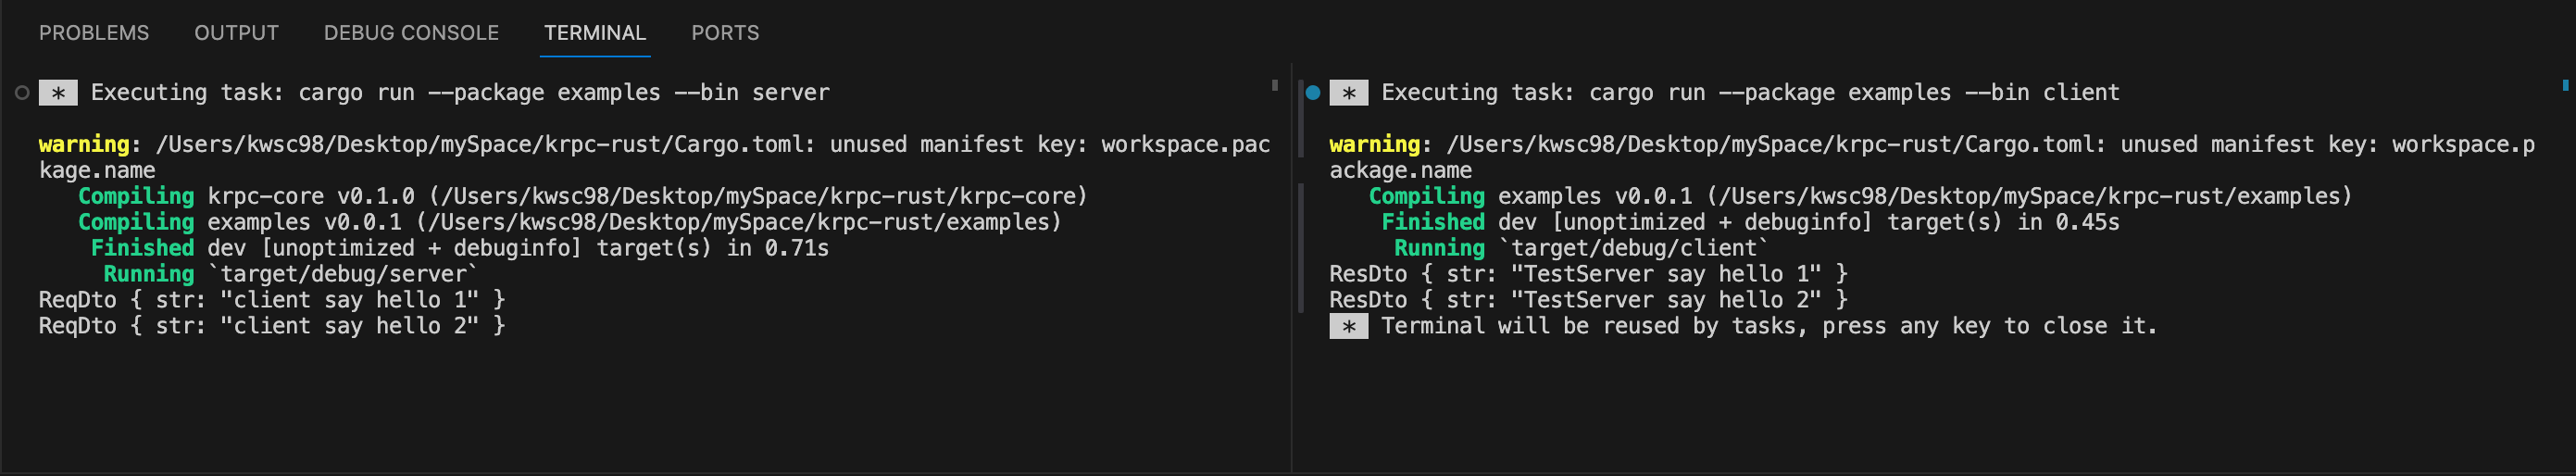 PROBLEMS OUTPUT DEBUG CONSOLE TERMINAL PORTS
* Executing task: cargo run --package examples --bin server
warning: /Users/kwsc98/Desktop/mySpace/krpc-rust/Cargo.toml: unused manifest key: workspace.pac
kage.name
Compiling krpc-core v0.1.0 (/Users/kwsc98/Desktop/mySpace/krpc-rust/krpc-core)
Compiling examples v0.0.1 (/Users/kwsc98/Desktop/mySpace/krpc-rust/examples)
Finished dev [unoptimized + debuginfo] target(s) in 0.71s
Running `target/debug/server`
ReqDto { str: "client say hello 1" }
ReqDto { str: "client say hello 2" }
* Executing task: cargo run --package examples --bin client
warning: /Users/kwsc98/Desktop/mySpace/krpc-rust/Cargo.toml: unused manifest key: workspace.p
ackage.name
Compiling examples v0.0.1 (/Users/kwsc98/Desktop/mySpace/krpc-rust/examples)
Finished dev [unoptimized + debuginfo] target(s) in 0.45s
Running `target/debug/client`
ResDto { str: "TestServer say hello 1" }
ResDto { str: "TestServer say hello 2" }
* Terminal will be reused by tasks, press any key to close it.